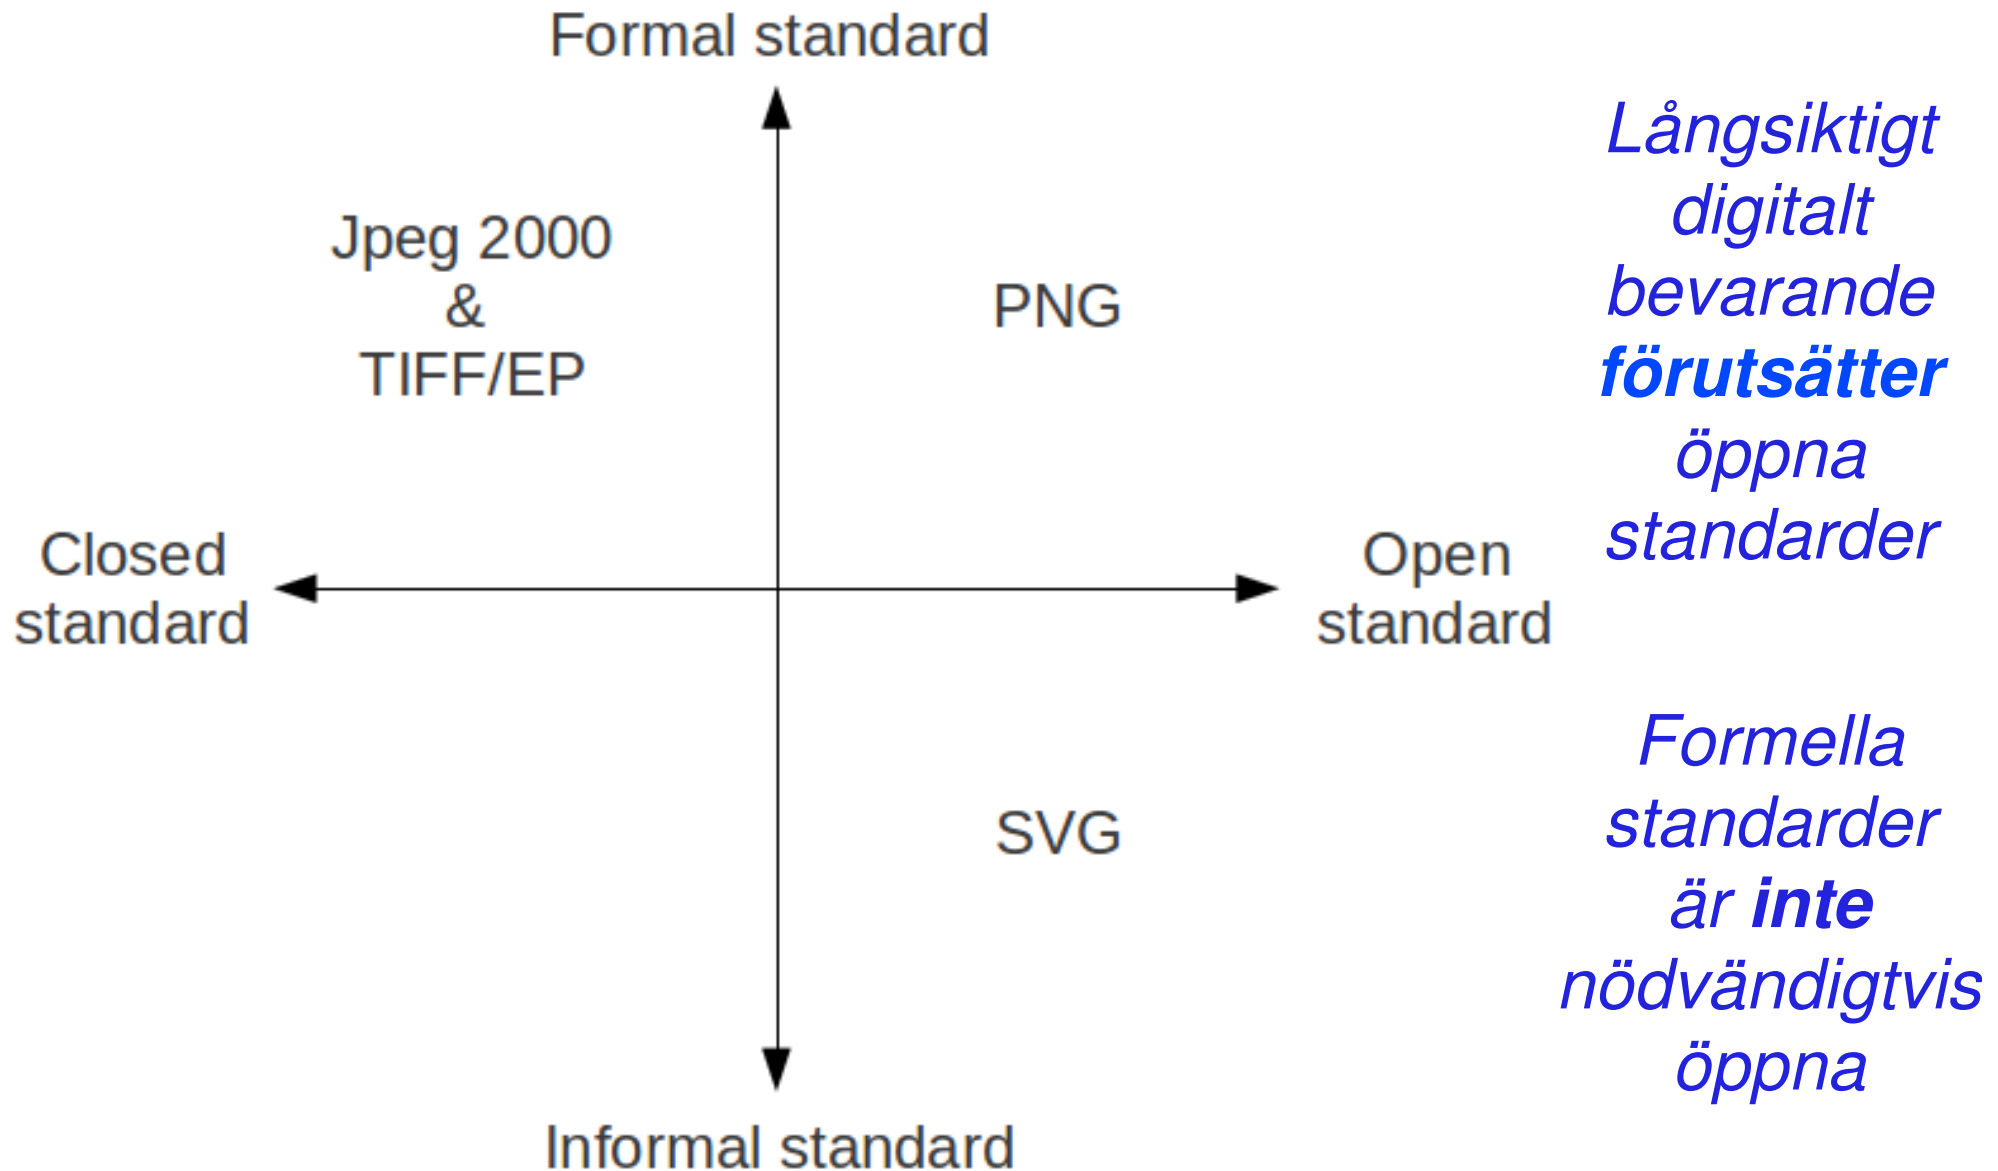 Formal standard
Jpeg 2000
&
TIFF/EP
PNG
Closed
standard
Open
standard
SVG
Informal standard
Långsiktigt
digitalt
bevarande
förutsätter
öppna
standarder
Formella
standarder
är inte
nödvändigtvis
öppna